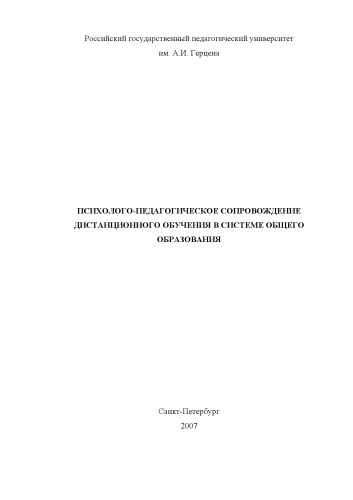 Российский государственный педагогический университет
им. А.И. Герцена
ПСИХОЛОГО-ПЕДАГОГИЧЕСКОЕ СОПРОВОЖДЕНИЕ
ДИСТАНЦИОННОГО ОБУЧЕНИЯ В СИСТЕМЕ ОБЩЕГО
ОБРАЗОВАНИЯ
Санкт-Петербург
2007